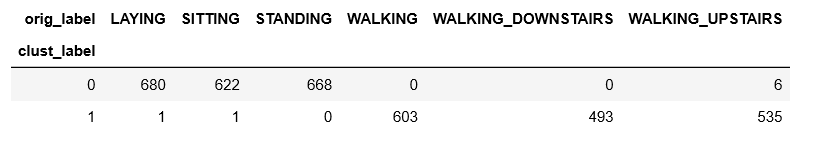 orig_label LAYING SITTING STANDING WALKING WALKING_DOWNSTAIRS WALKING_UPSTAIRS
clust_label
0 680 622 668 0 0 6
1 1 1 0 603 493 535